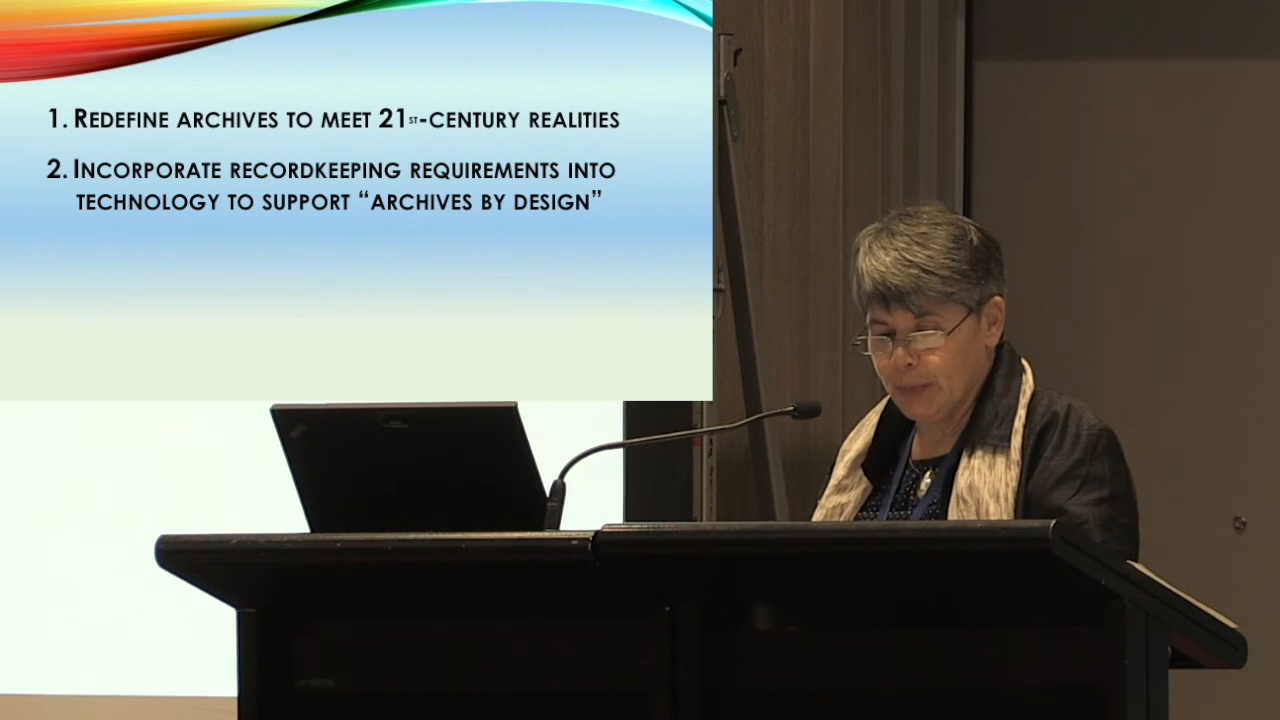 1. Redefine archives to meet 21st-century realities
2. Incorporate recordkeeping requirements into
technology to support “archives by design”